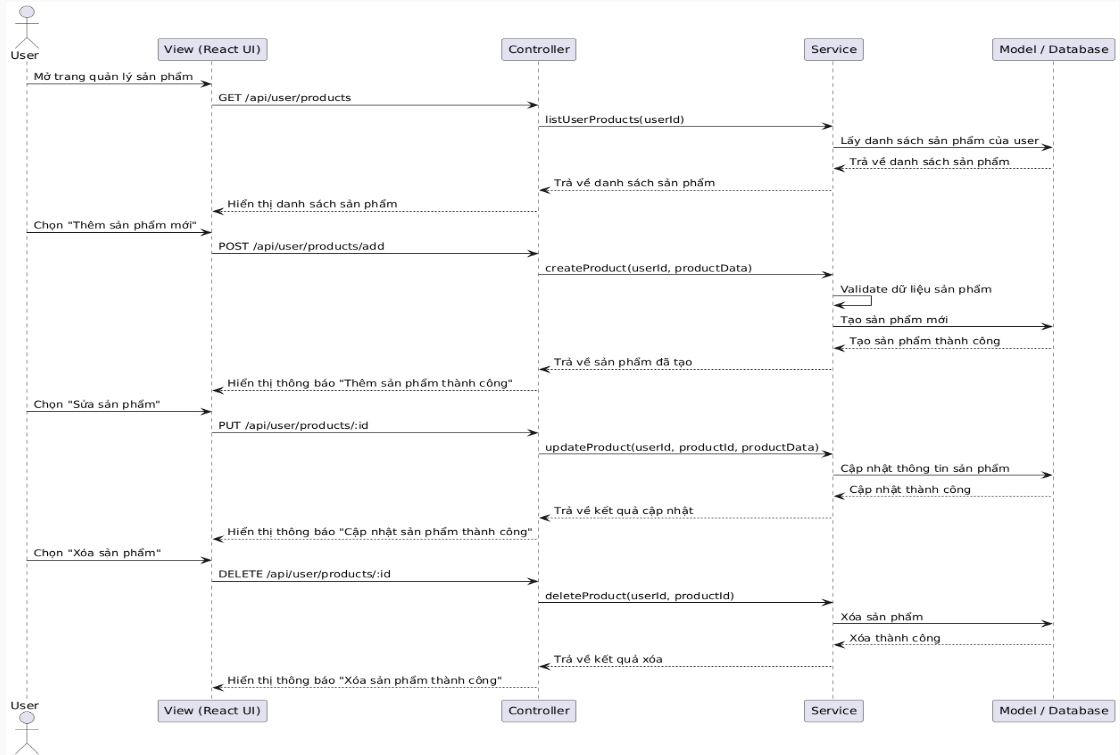 User
View (React UI)
Controller
Service
Model / Database
Mở trang quản lý sản phẩm
GET /api/user/products
listUserProducts(userId)
Lấy danh sách sản phẩm của user
Trả về danh sách sản phẩm
Trả về danh sách sản phẩm
Hiển thị danh sách sản phẩm
Chọn "Thêm sản phẩm mới"
POST /api/user/products/add
createProduct(userId, productData)
Validate dữ liệu sản phẩm
Tạo sản phẩm mới
Tạo sản phẩm thành công
Trả về sản phẩm đã tạo
Hiển thị thông báo "Thêm sản phẩm thành công"
Chọn "Sửa sản phẩm"
PUT /api/user/products/:id
updateProduct(userId, productId, productData)
Cập nhật thông tin sản phẩm
Cập nhật thành công
Trả về kết quả cập nhật
Hiển thị thông báo "Cập nhật sản phẩm thành công"
Chọn "Xóa sản phẩm"
DELETE /api/user/products/:id
deleteProduct(userId, productId)
Xóa sản phẩm
Xóa thành công
Trả về kết quả xóa
Hiển thị thông báo "Xóa sản phẩm thành công"
User
View (React UI)
Controller
Service
Model / Database